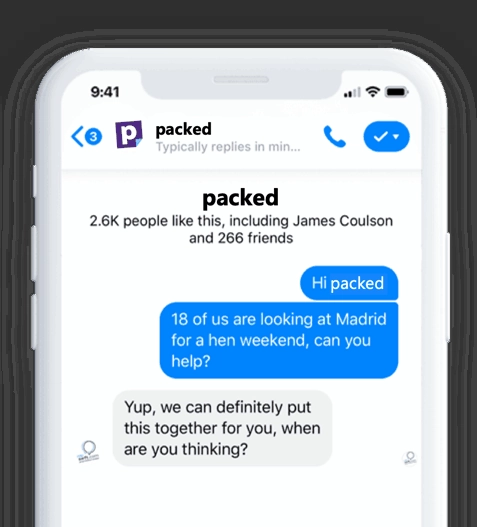 9:41
3
p
packed
Typically replies in min...
packed
2.6K people like this, including James Coulson
and 266 friends
Hi packed
18 of us are looking at Madrid
for a hen weekend, can you
help?
Yup, we can definitely put
this together for you, when
are you thinking?